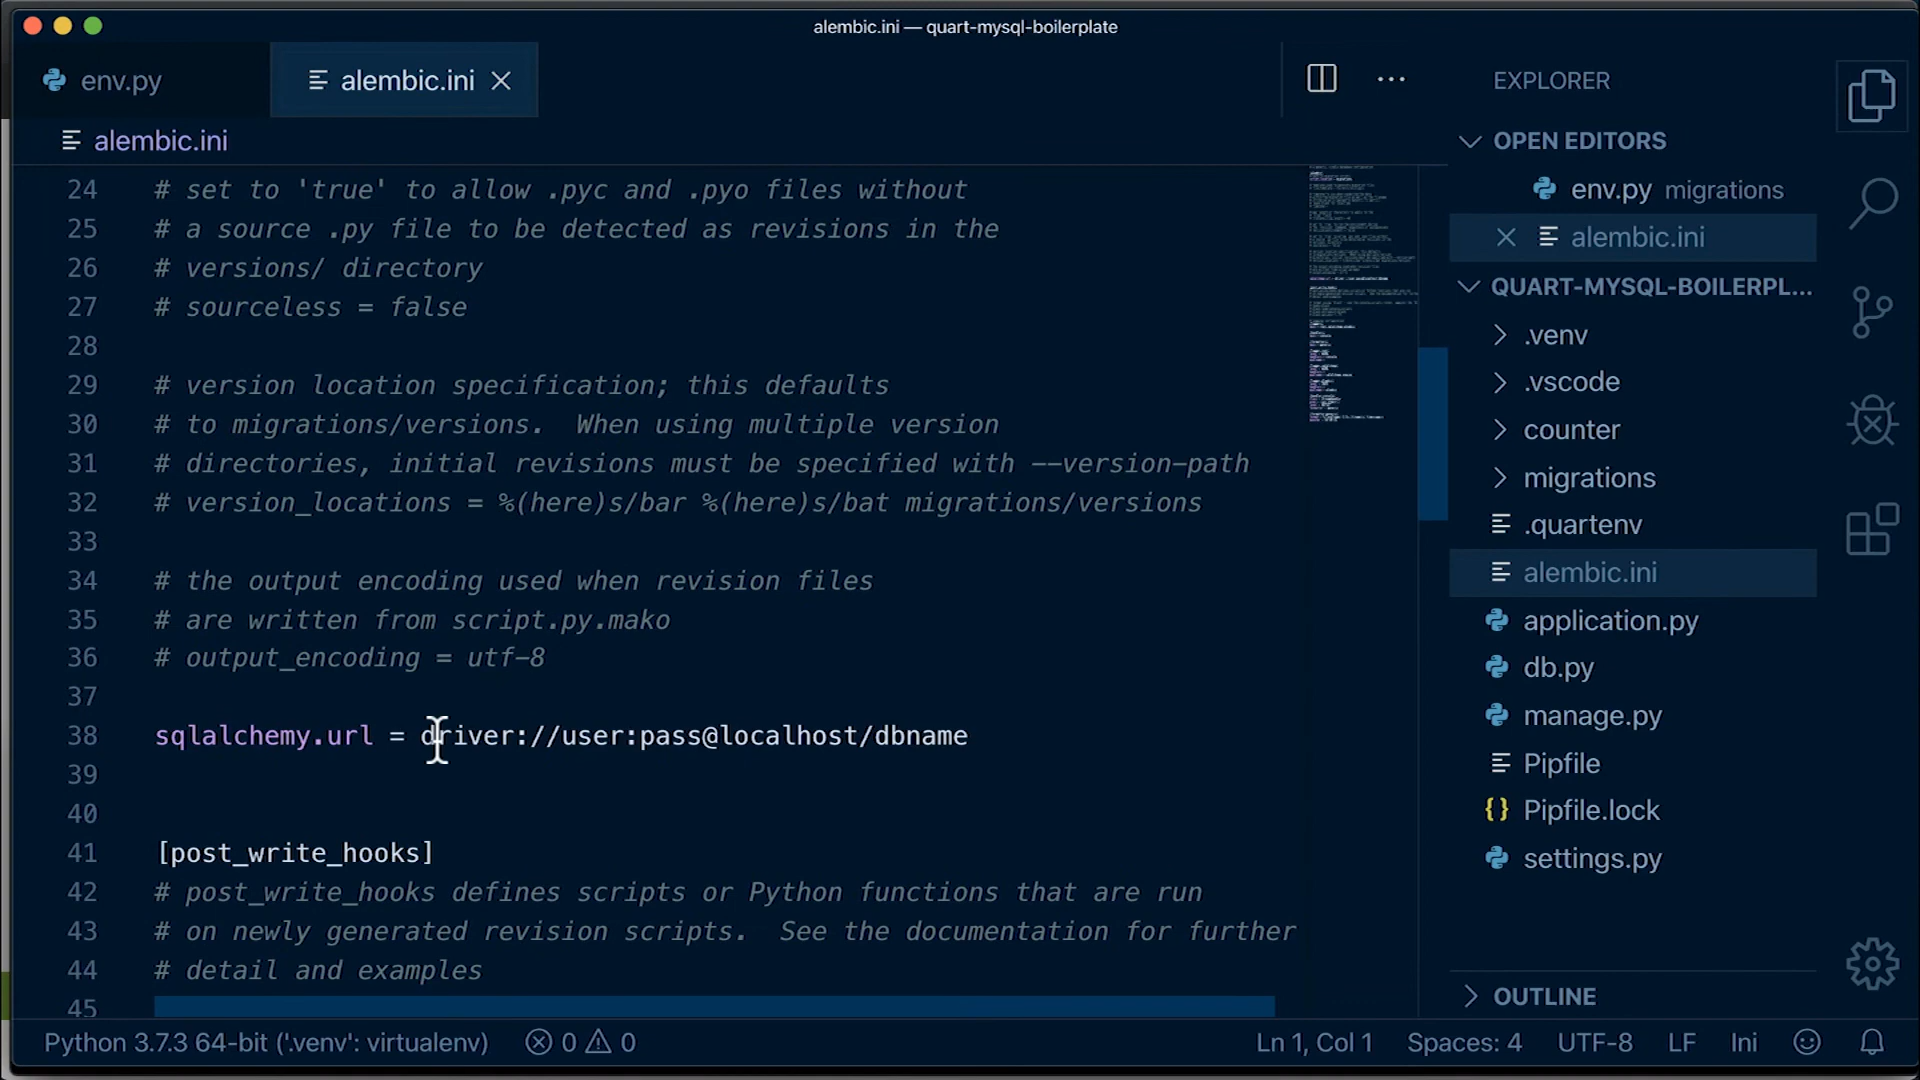 alembic.ini — quart-mysql-boilerplate
env.py
alembic.ini
alembic.ini
24 # set to 'true' to allow .pyc and .pyo files without
25 # a source .py file to be detected as revisions in the
26 # versions/ directory
27 # sourceless = false
28
29 # version location specification; this defaults
30 # to migrations/versions.  When using multiple version
31 # directories, initial revisions must be specified with --version-path
32 # version_locations = %(here)s/bar %(here)s/bat migrations/versions
33
34 # the output encoding used when revision files
35 # are written from script.py.mako
36 # output_encoding = utf-8
37
38 sqlalchemy.url = driver://user:pass@localhost/dbname
39
40
41 [post_write_hooks]
42 # post_write_hooks defines scripts or Python functions that are run
43 # on newly generated revision scripts.  See the documentation for further
44 # detail and examples
45
EXPLORER
OPEN EDITORS
env.py migrations
alembic.ini
QUART-MYSQL-BOILERPL...
.venv
.vscode
counter
migrations
.quartenv
alembic.ini
application.py
db.py
manage.py
Pipfile
Pipfile.lock
settings.py
OUTLINE
Python 3.7.3 64-bit ('.venv': virtualenv) 0 0 Ln 1, Col 1 Spaces: 4 UTF-8 LF Ini